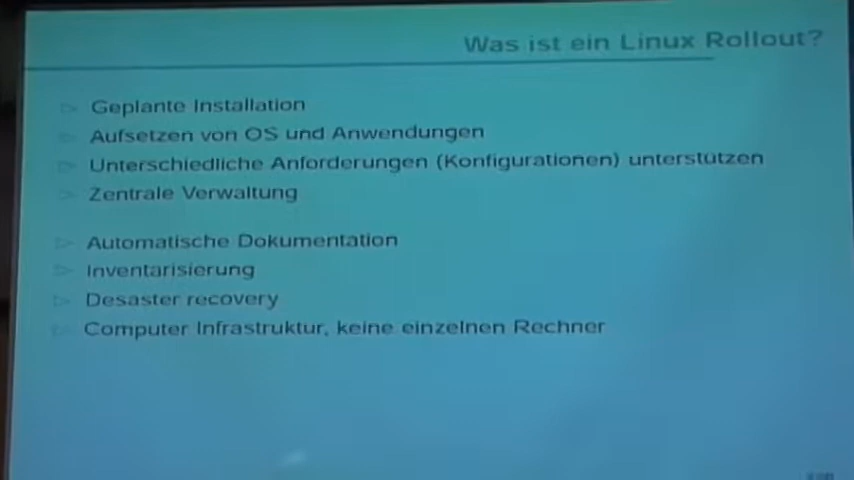 Was ist ein Linux Rollout?
Geplante Installation
Aufsetzen von OS und Anwendungen
Unterschiedliche Anforderungen (Konfigurationen) unterstützen
Zentrale Verwaltung
Automatische Dokumentation
Inventarisierung
Desaster recovery
Computer Infrastruktur, keine einzelnen Rechner